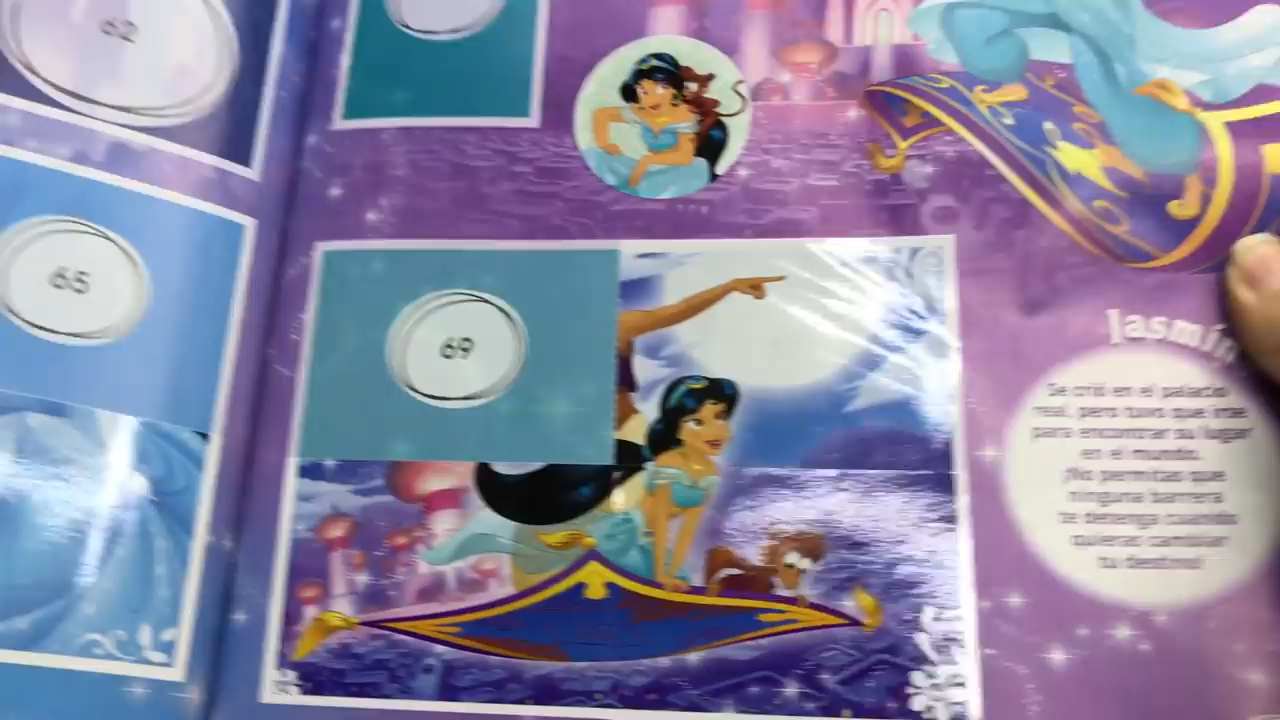 62
65
69
Jasmín
Se crió en el palacio
real, pero tuvo que irse
para encontrar su lugar
en el mundo.
¡No permitas que
ninguna barrera
te detenga cuando
quieras cambiar
tu destino!